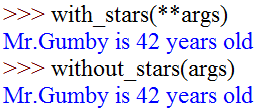 >>> with_stars(**args)
Mr.Gumby is 42 years old
>>> without_stars(args)
Mr.Gumby is 42 years old